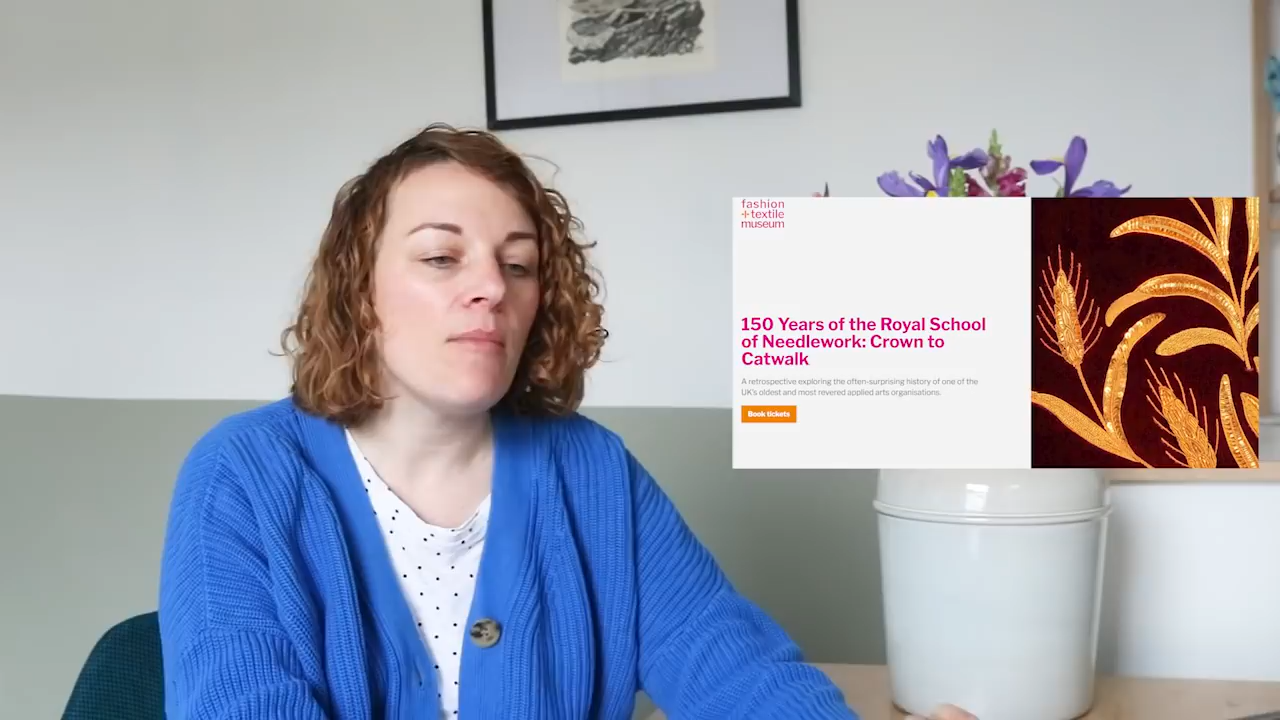 fashion
+textile
museum
150 Years of the Royal School
of Needlework: Crown to
Catwalk
A retrospective exploring the often-surprising history of one of the
UK's oldest and most revered applied arts organisations.
Book tickets